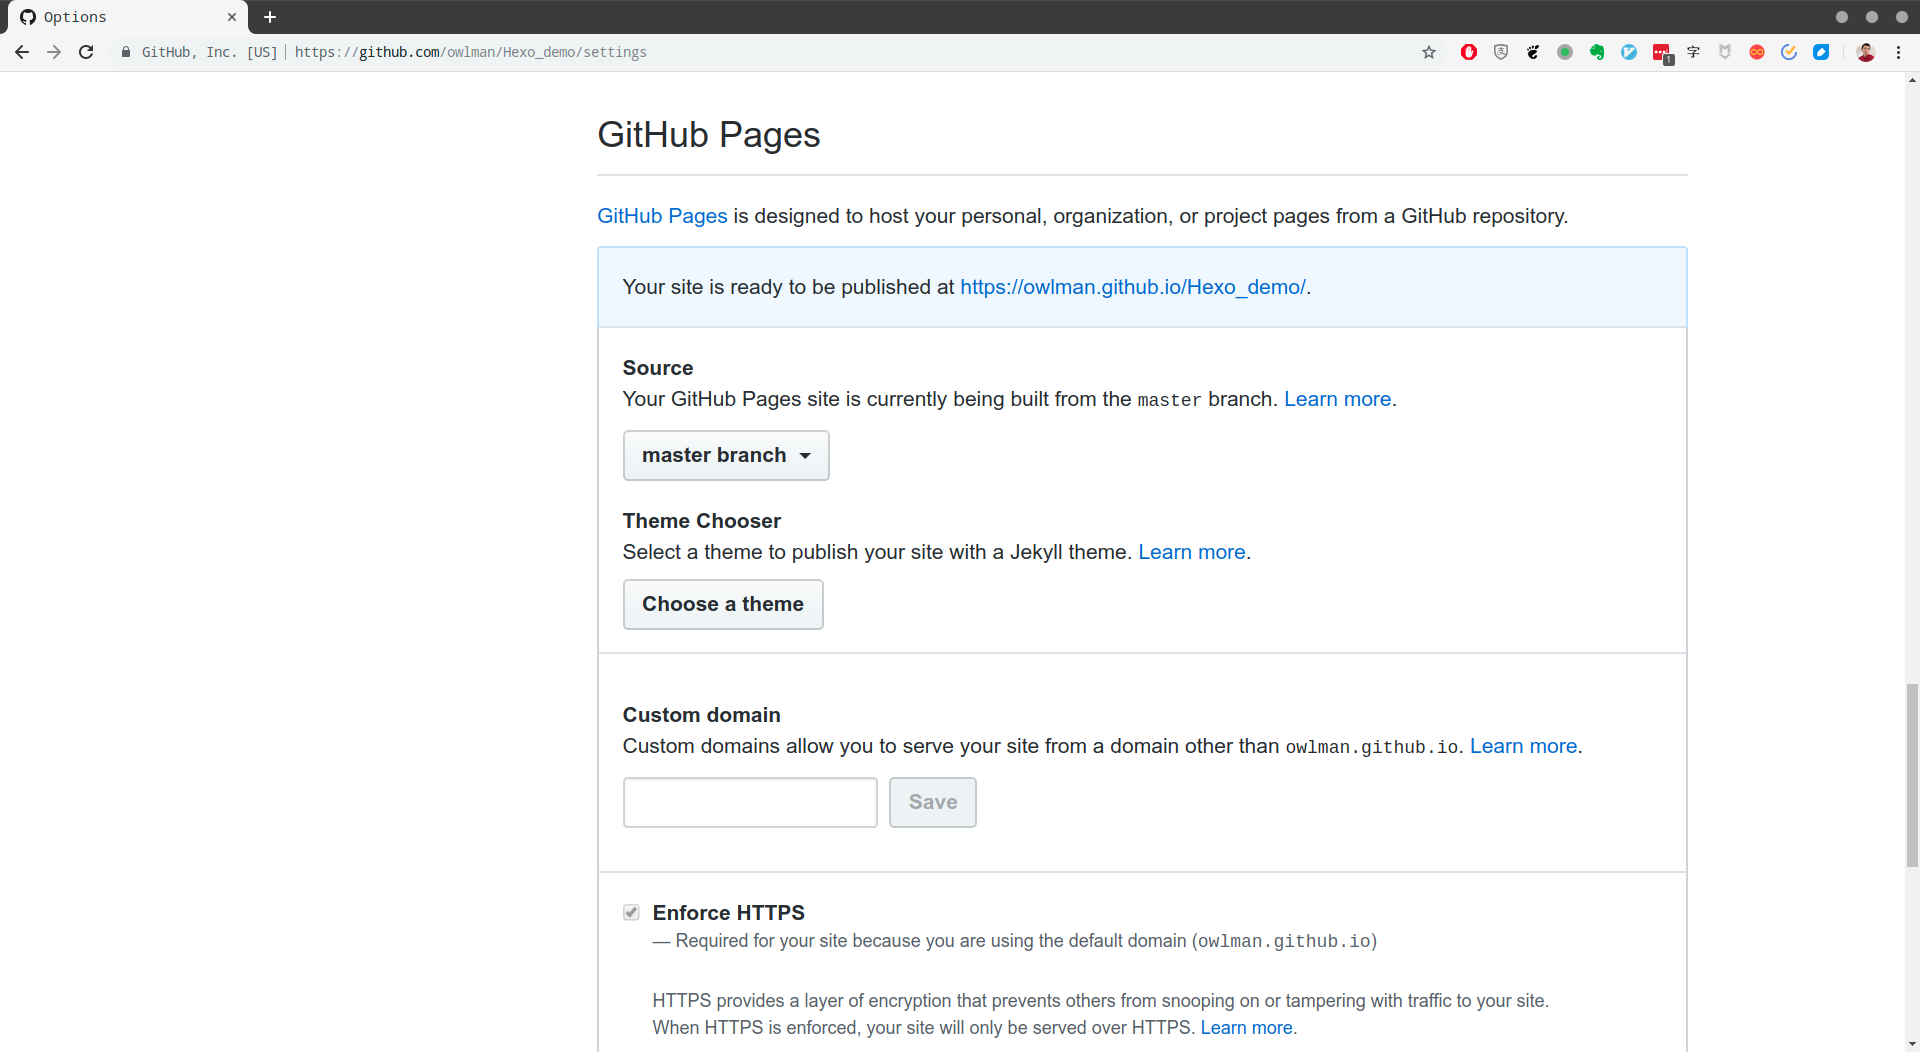 Options
GitHub, Inc. [US] | https://github.com/owlman/Hexo_demo/settings
1
字
GitHub Pages
GitHub Pages is designed to host your personal, organization, or project pages from a GitHub repository.
Your site is ready to be published at https://owlman.github.io/Hexo_demo/.
Source
Your GitHub Pages site is currently being built from the master branch. Learn more.
master branch
Theme Chooser
Select a theme to publish your site with a Jekyll theme. Learn more.
Choose a theme
Custom domain
Custom domains allow you to serve your site from a domain other than owlman.github.io. Learn more.
Save
Enforce HTTPS
— Required for your site because you are using the default domain (owlman.github.io)
HTTPS provides a layer of encryption that prevents others from snooping on or tampering with traffic to your site.
When HTTPS is enforced, your site will only be served over HTTPS. Learn more.